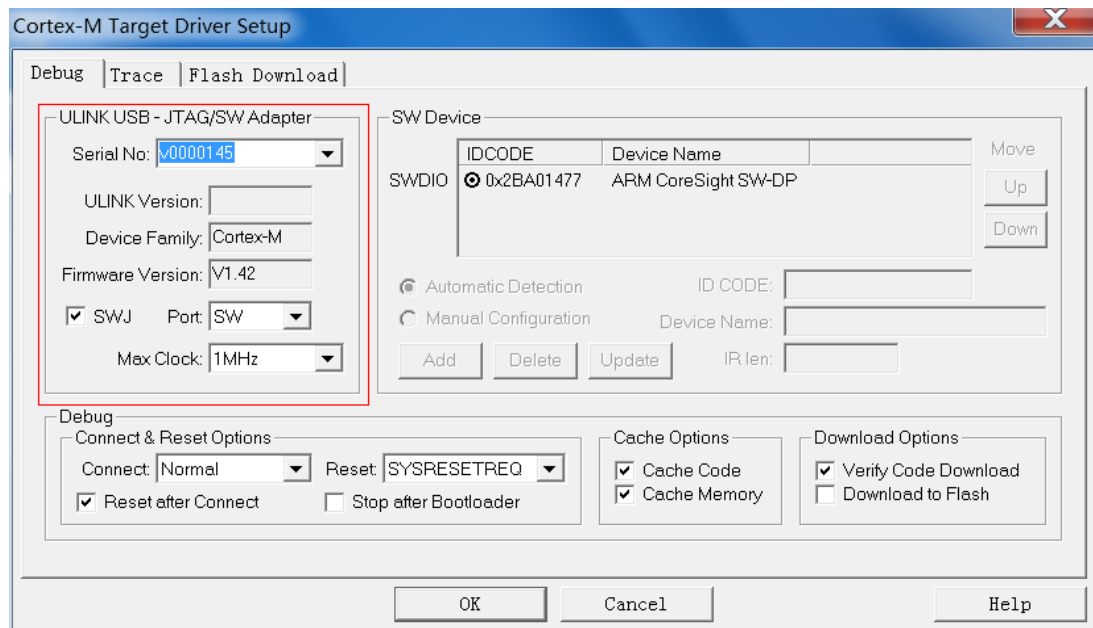 Cortex-M Target Driver Setup
Debug Trace Flash Download
ULINK USB - JTAG/SW Adapter
Serial No: v0000145
ULINK Version:
Device Family: Cortex-M
Firmware Version: V1.42
SWJ Port: SW
Max Clock: 1MHz
SW Device
IDCODE Device Name
SWDIO 0x2BA01477 ARM CoreSight SW-DP
Move
Up
Down
Automatic Detection ID CODE:
Manual Configuration Device Name:
Add Delete Update IR len:
Debug
Connect & Reset Options
Connect: Normal Reset: SYSRESETREQ
Reset after Connect Stop after Bootloader
Cache Options
Cache Code
Cache Memory
Download Options
Verify Code Download
Download to Flash
OK Cancel Help